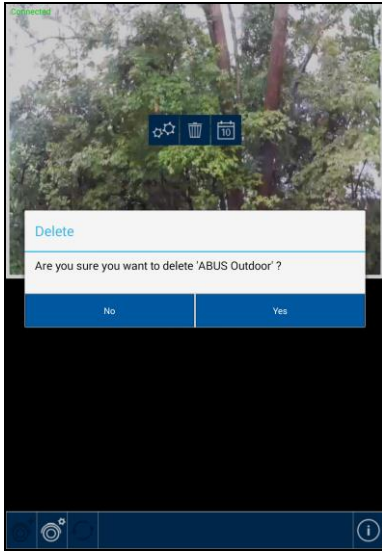 Connected
10
Delete
Are you sure you want to delete 'ABUS Outdoor' ?
No Yes
i